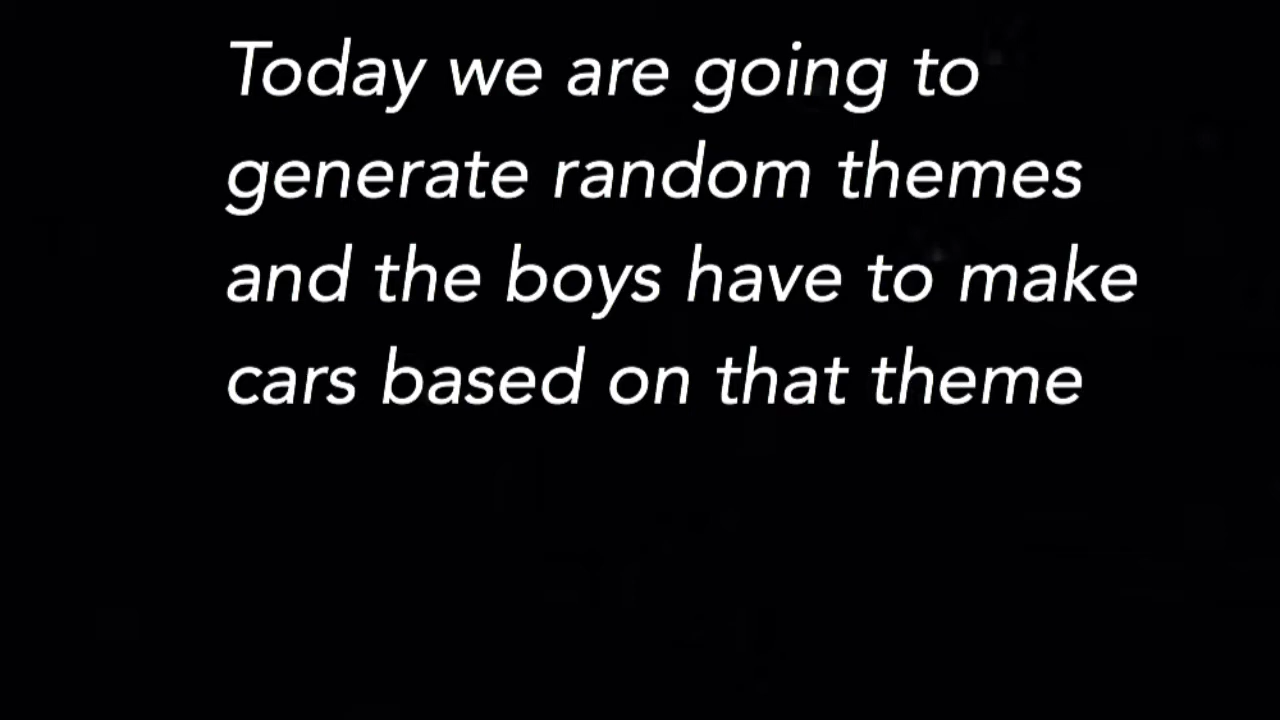 Today we are going to
generate random themes
and the boys have to make
cars based on that theme